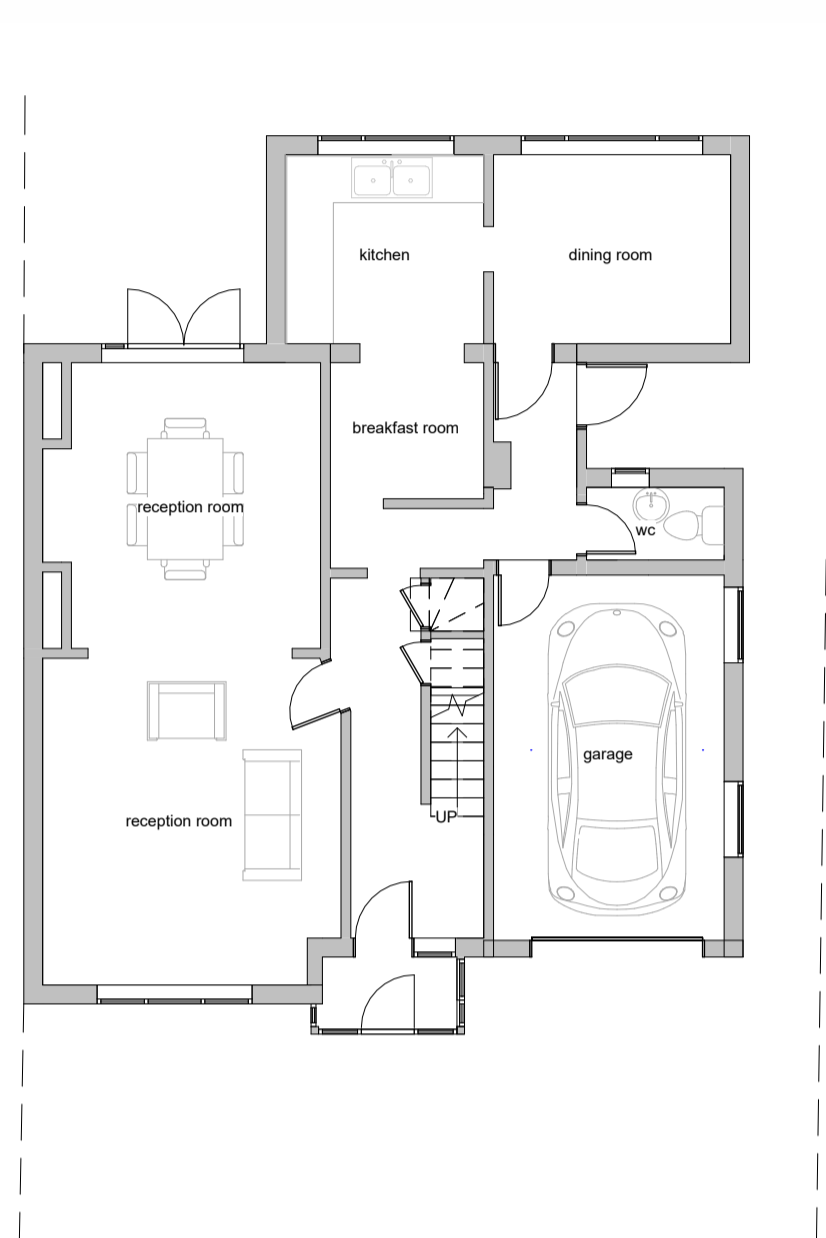 kitchen
dining room
breakfast room
reception room
wc
garage
UP
reception room